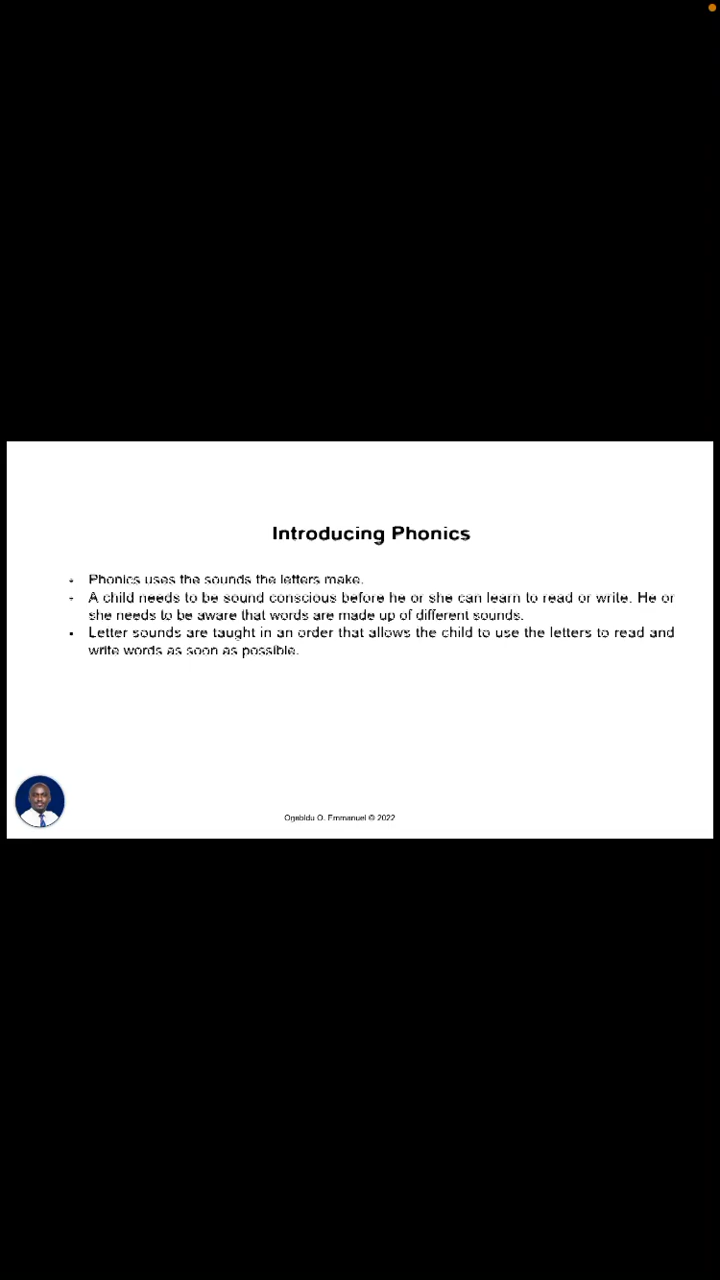 Introducing Phonics
• Phonics uses the sounds the letters make.
• A child needs to be sound conscious before he or she can learn to read or write. He or
she needs to be aware that words are made up of different sounds.
• Letter sounds are taught in an order that allows the child to use the letters to read and
write words as soon as possible.
O. Emmanuel © 2022